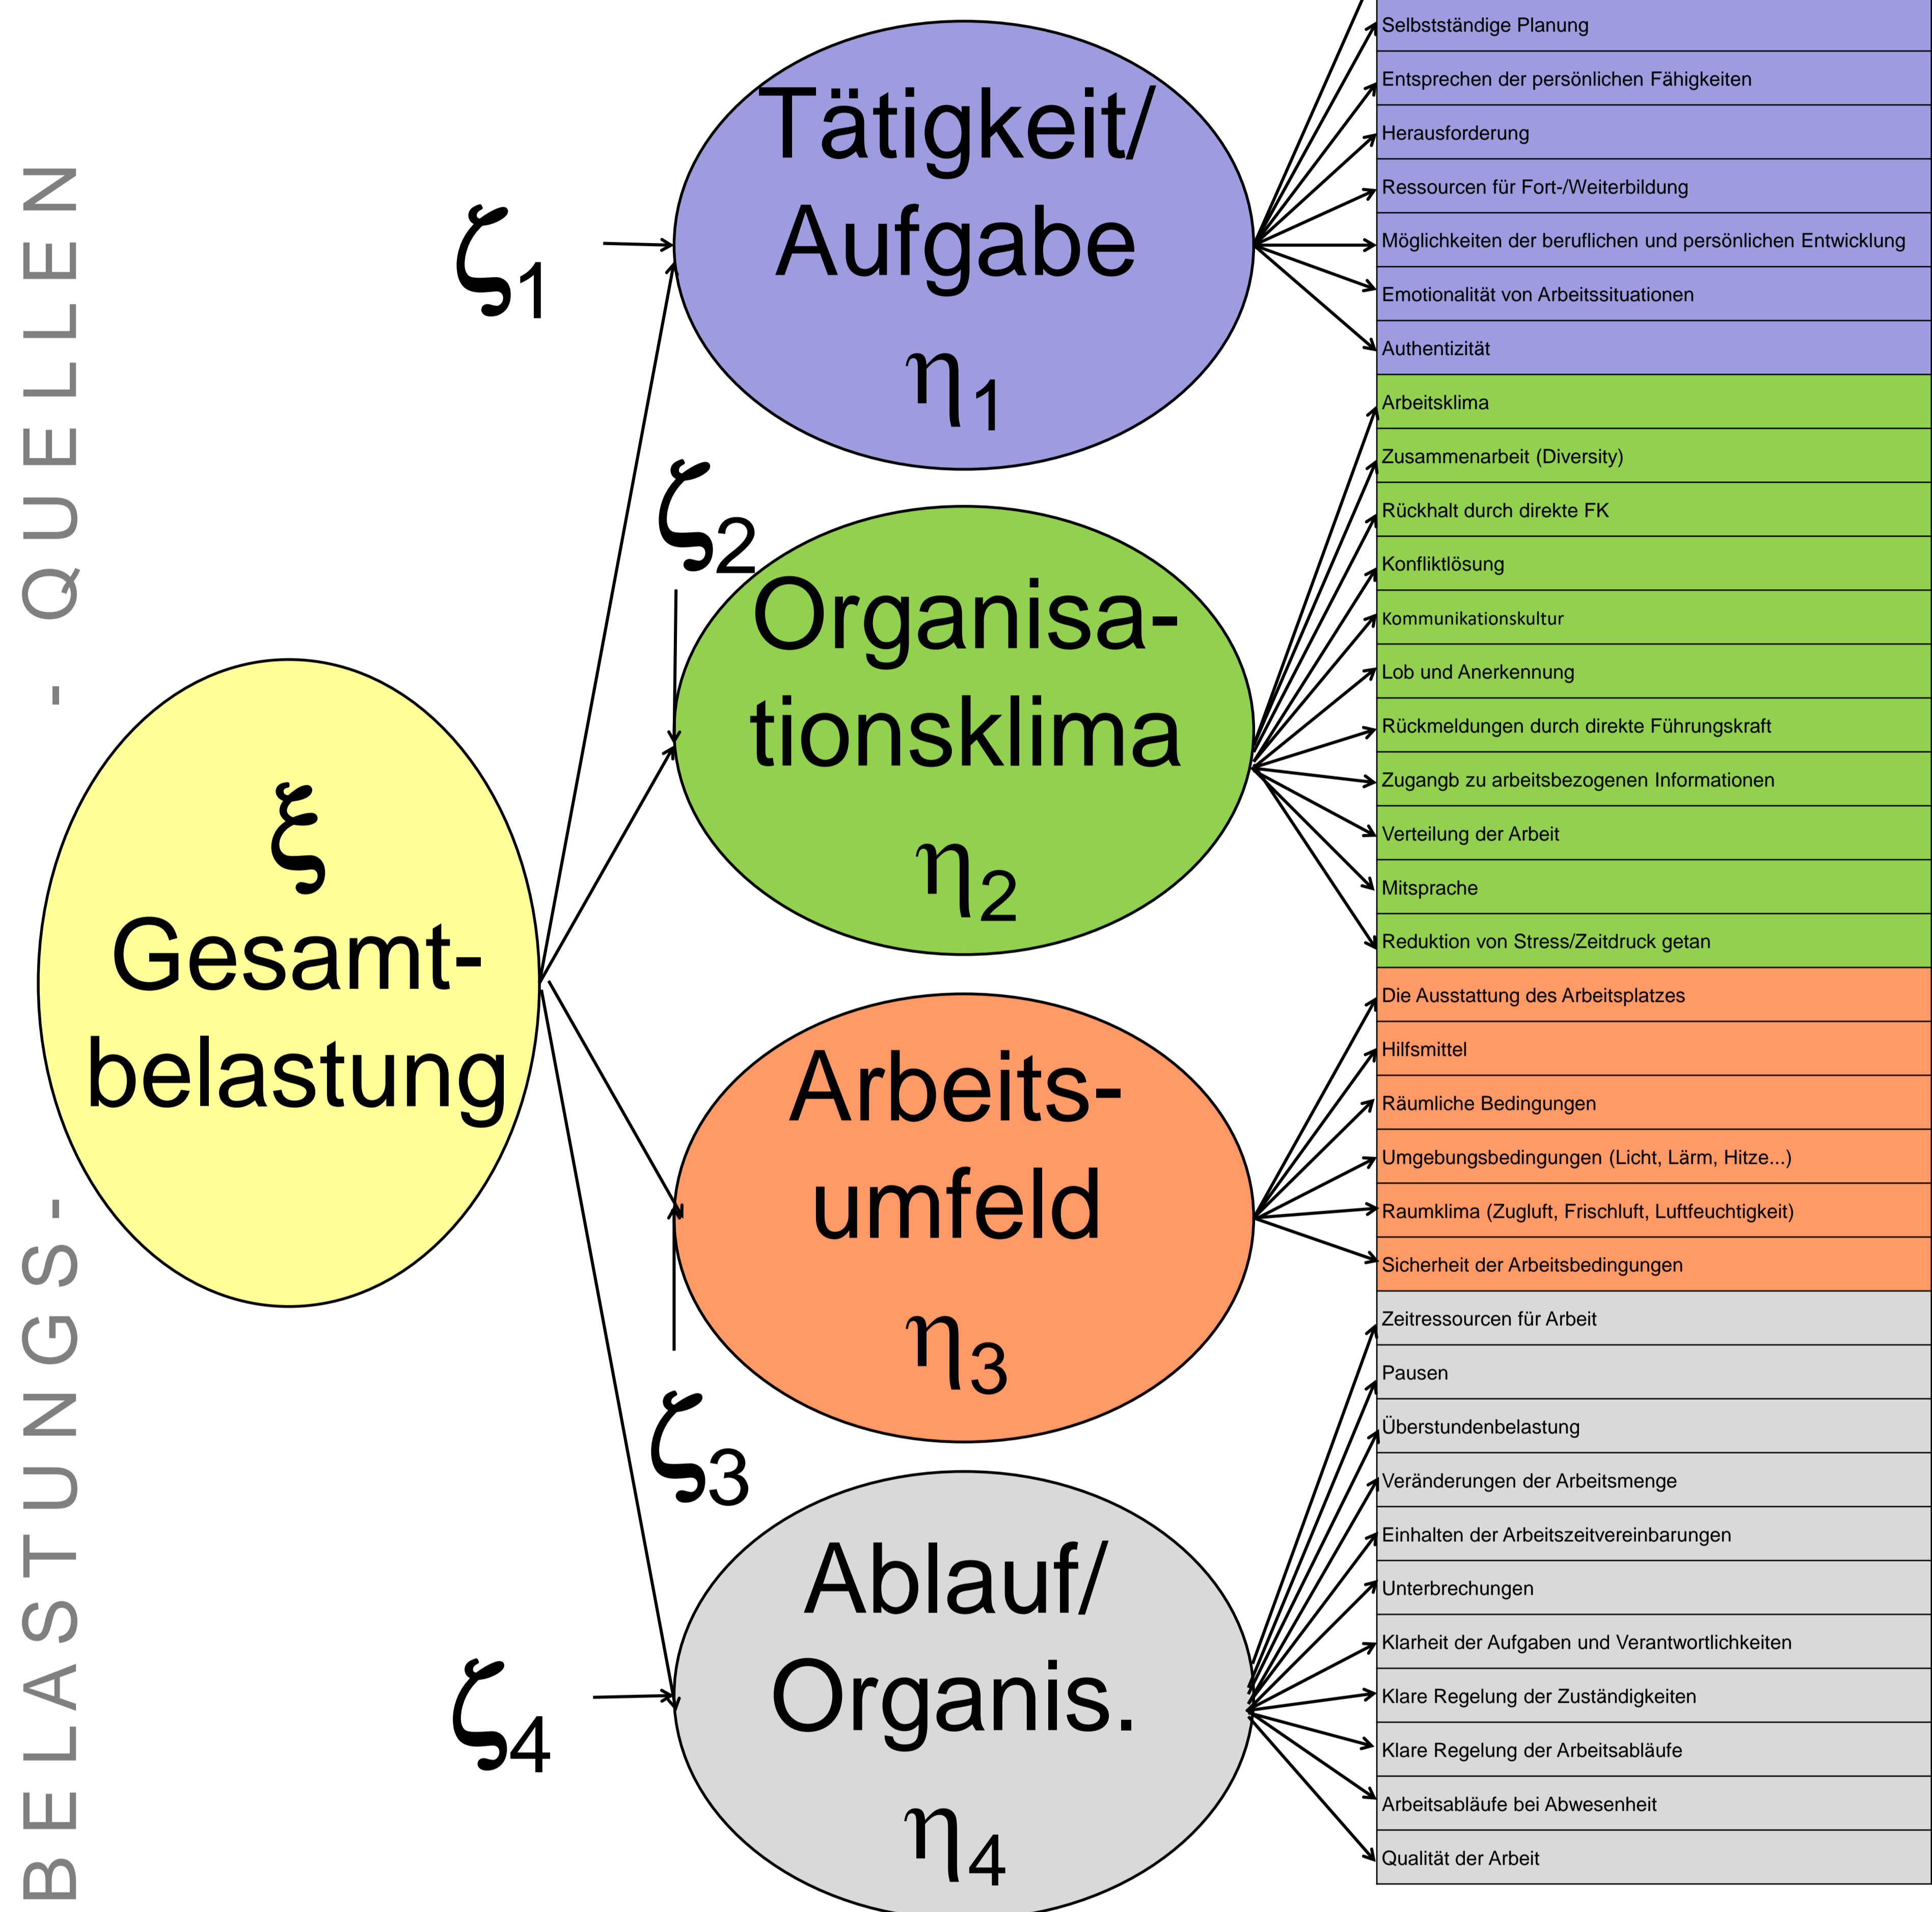 BELASTUNGS- - QUELLEN
ξ
Gesamt-
belastung
ζ1
ζ2
ζ3
ζ4
Tätigkeit/
Aufgabe
η1
Organisa-
tionsklima
η2
Arbeits-
umfeld
η3
Ablauf/
Organis.
η4
Selbstständige Planung
Entsprechen der persönlichen Fähigkeiten
Herausforderung
Ressourcen für Fort-/Weiterbildung
Möglichkeiten der beruflichen und persönlichen Entwicklung
Emotionalität von Arbeitssituationen
Authentizität
Arbeitsklima
Zusammenarbeit (Diversity)
Rückhalt durch direkte FK
Konfliktlösung
Kommunikationskultur
Lob und Anerkennung
Rückmeldungen durch direkte Führungskraft
Zugangb zu arbeitsbezogenen Informationen
Verteilung der Arbeit
Mitsprache
Reduktion von Stress/Zeitdruck getan
Die Ausstattung des Arbeitsplatzes
Hilfsmittel
Räumliche Bedingungen
Umgebungsbedingungen (Licht, Lärm, Hitze...)
Raumklima (Zugluft, Frischluft, Luftfeuchtigkeit)
Sicherheit der Arbeitsbedingungen
Zeitressourcen für Arbeit
Pausen
Überstundenbelastung
Veränderungen der Arbeitsmenge
Einhalten der Arbeitszeitvereinbarungen
Unterbrechungen
Klarheit der Aufgaben und Verantwortlichkeiten
Klare Regelung der Zuständigkeiten
Klare Regelung der Arbeitsabläufe
Arbeitsabläufe bei Abwesenheit
Qualität der Arbeit